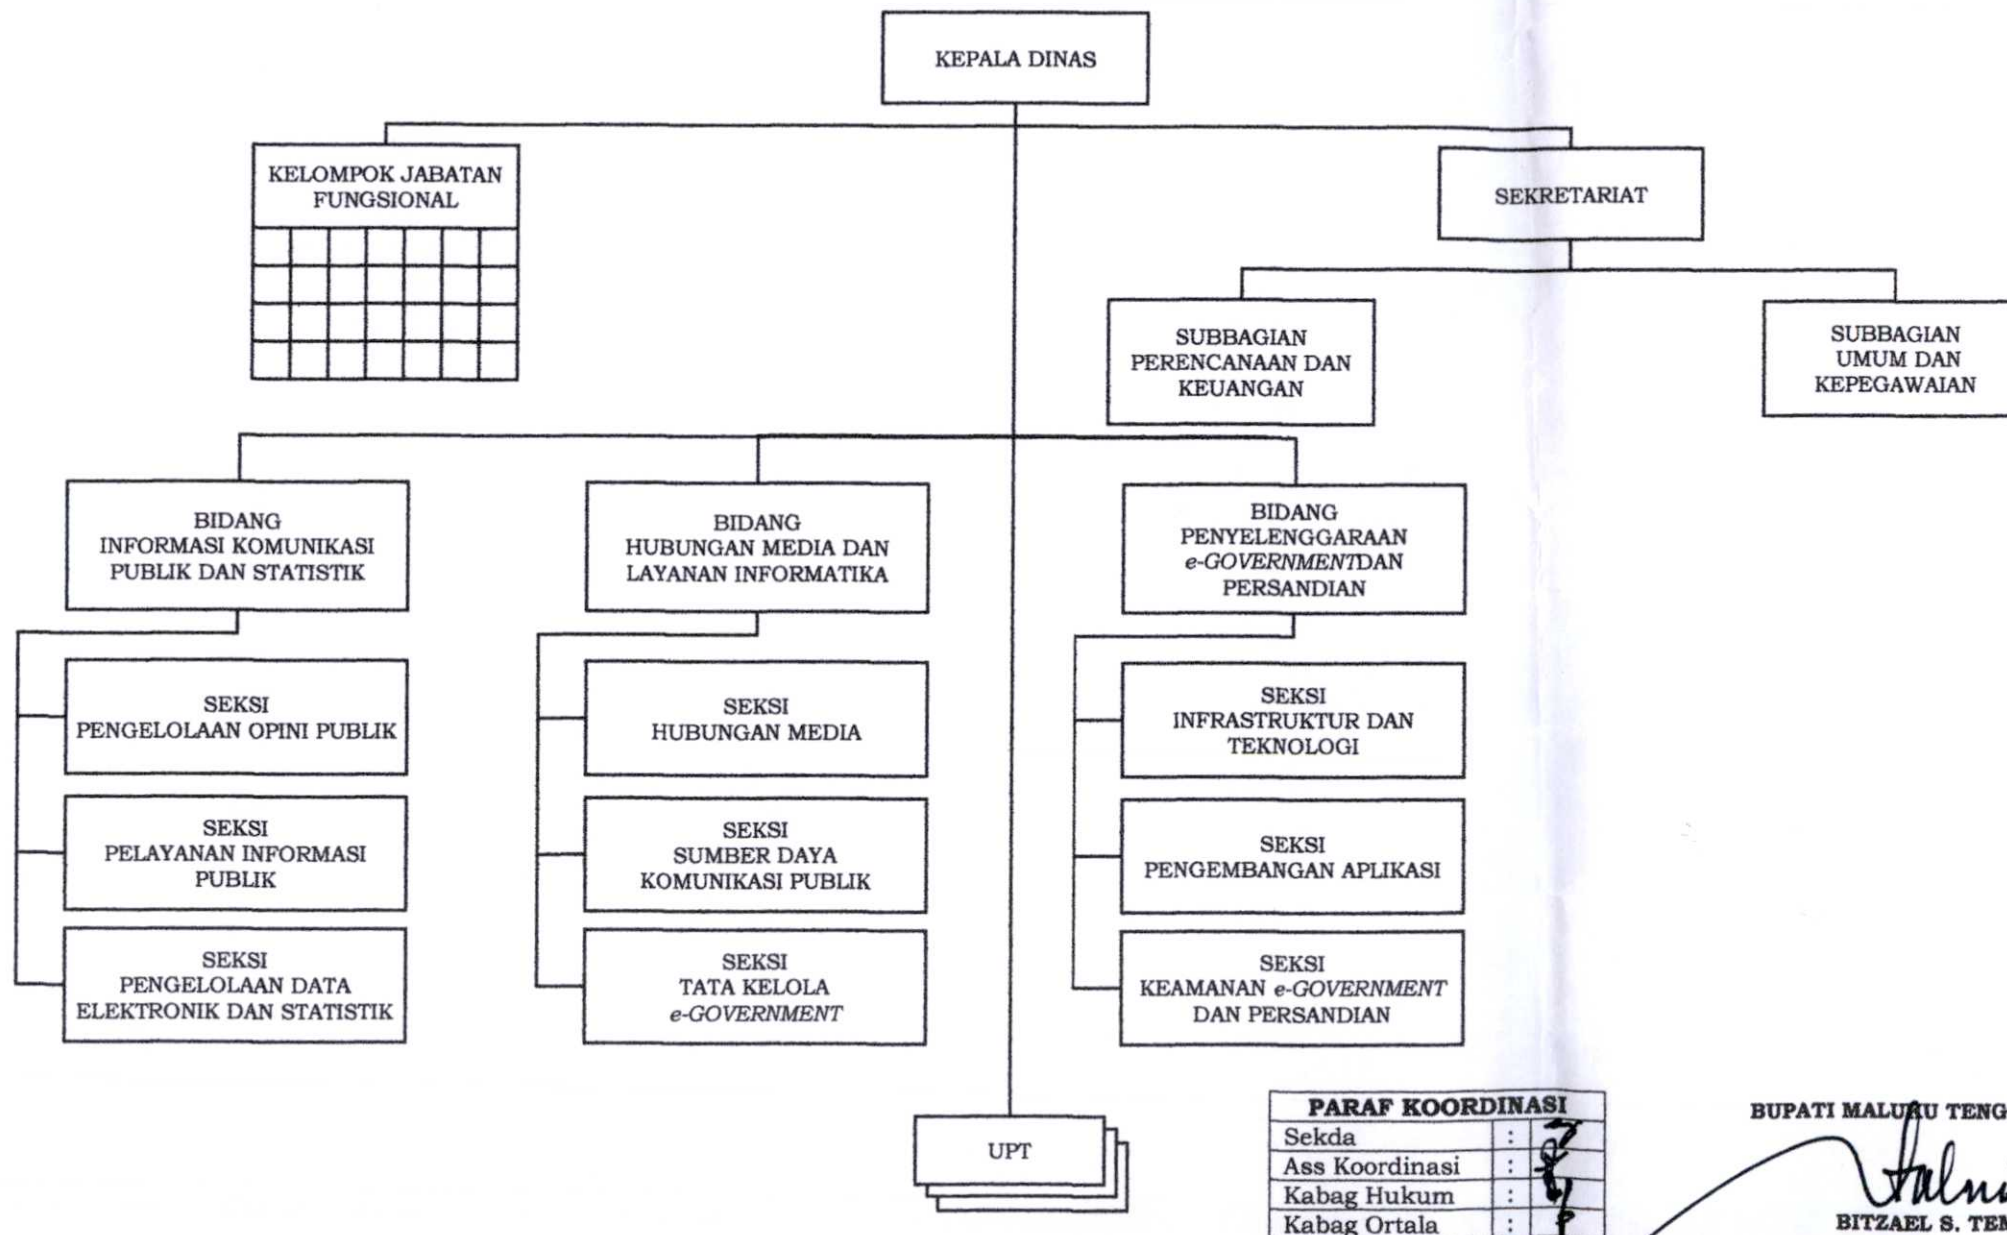 KEPALA DINAS
KELOMPOK JABATAN
FUNGSIONAL
SEKRETARIAT
SUBBAGIAN
PERENCANAAN DAN
KEUANGAN
SUBBAGIAN
UMUM DAN
KEPEGAWAIAN
BIDANG
INFORMASI KOMUNIKASI
PUBLIK DAN STATISTIK
BIDANG
HUBUNGAN MEDIA DAN
LAYANAN INFORMATIKA
BIDANG
PENYELENGGARAAN
e-GOVERNMENTDAN
PERSANDIAN
SEKSI
PENGELOLAAN OPINI PUBLIK
SEKSI
HUBUNGAN MEDIA
SEKSI
INFRASTRUKTUR DAN
TEKNOLOGI
SEKSI
PELAYANAN INFORMASI
PUBLIK
SEKSI
SUMBER DAYA
KOMUNIKASI PUBLIK
SEKSI
PENGEMBANGAN APLIKASI
SEKSI
PENGELOLAAN DATA
ELEKTRONIK DAN STATISTIK
SEKSI
TATA KELOLA
e-GOVERNMENT
SEKSI
KEAMANAN e-GOVERNMENT
DAN PERSANDIAN
UPT
PARAF KOORDINASI
Sekda :
Ass Koordinasi :
Kabag Hukum :
Kabag Ortala :
BUPATI MALUKU TENG
BITZAEL S. TEM